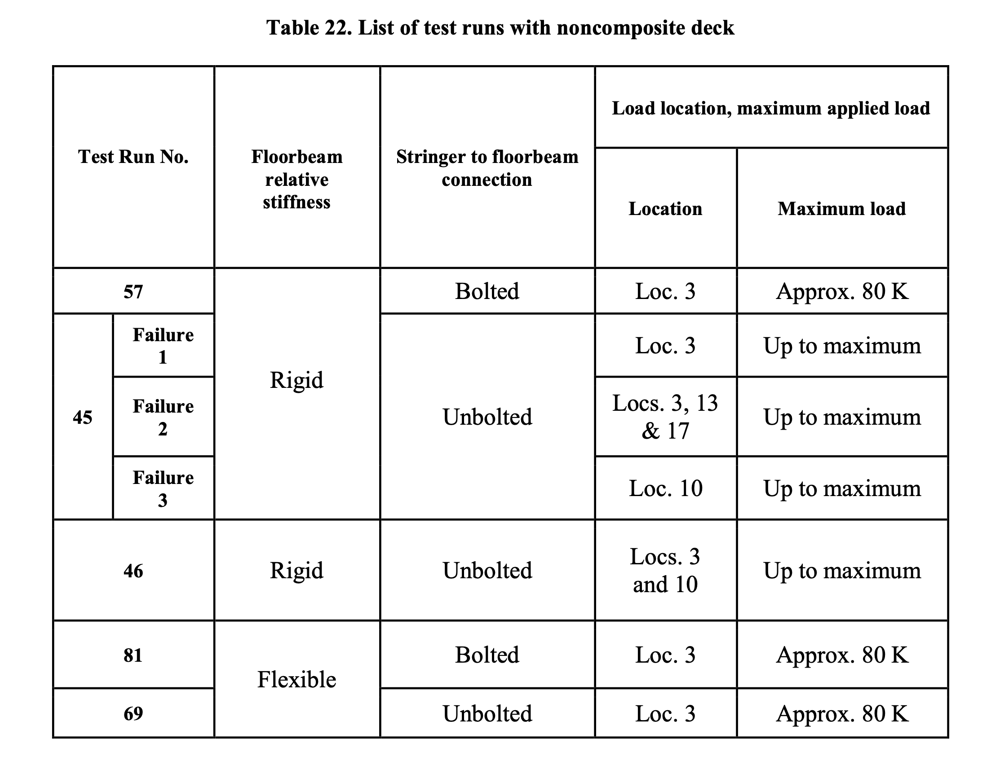 Table 22. List of test runs with noncomposite deck
Test Run No.
Floorbeam
relative
stiffness
Stringer to floorbeam
connection
Load location, maximum applied load
Location
Maximum load
57
Rigid
Bolted
Loc. 3
Approx. 80 K
45
Failure
1
Unbolted
Loc. 3
Up to maximum
Failure
2
Locs. 3, 13
& 17
Up to maximum
Failure
3
Loc. 10
Up to maximum
46
Rigid
Unbolted
Locs. 3
and 10
Up to maximum
81
Flexible
Bolted
Loc. 3
Approx. 80 K
69
Unbolted
Loc. 3
Approx. 80 K